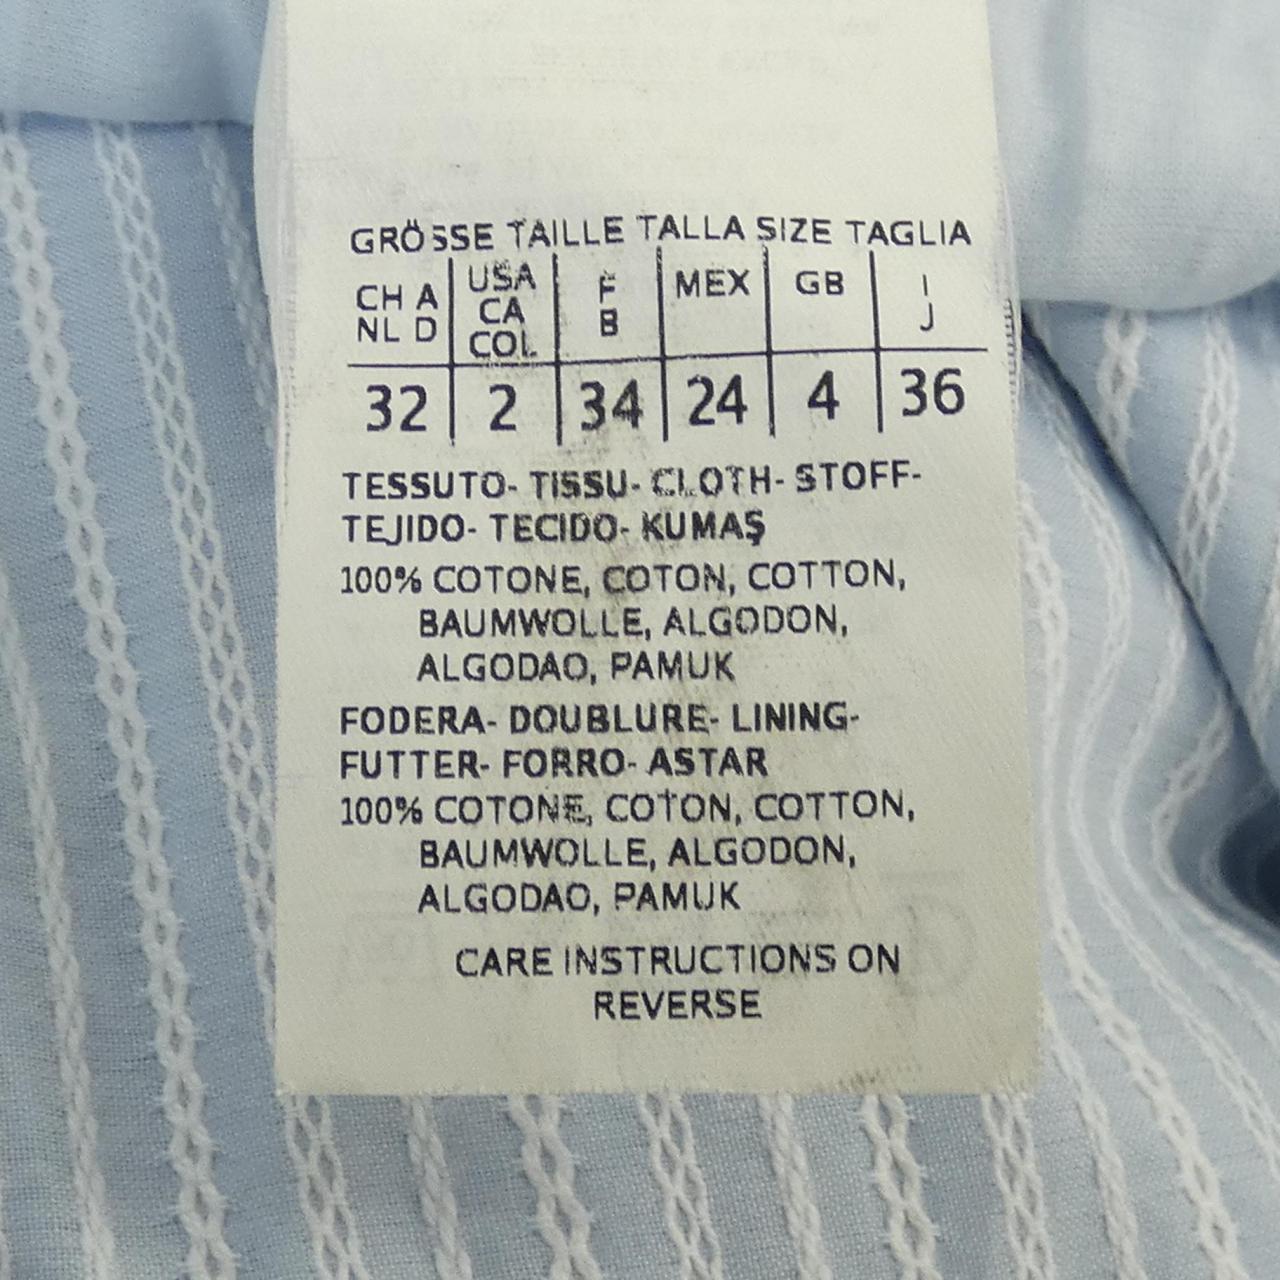 GRÖSSE TAILLE TALLA SIZE TAGLIA
CH A NL D | USA CA COL | F B | MEX | GB | I J
32 | 2 | 34 | 24 | 4 | 36
TESSUTO- TISSU- CLOTH- STOFF-
TEJIDO- TECIDO- KUMAŞ
100% COTONE, COTON, COTTON,
BAUMWOLLE, ALGODON,
ALGODAO, PAMUK
FODERA- DOUBLURE- LINING-
FUTTER- FORRO- ASTAR
100% COTONE, COTON, COTTON,
BAUMWOLLE, ALGODON,
ALGODAO, PAMUK
CARE INSTRUCTIONS ON
REVERSE